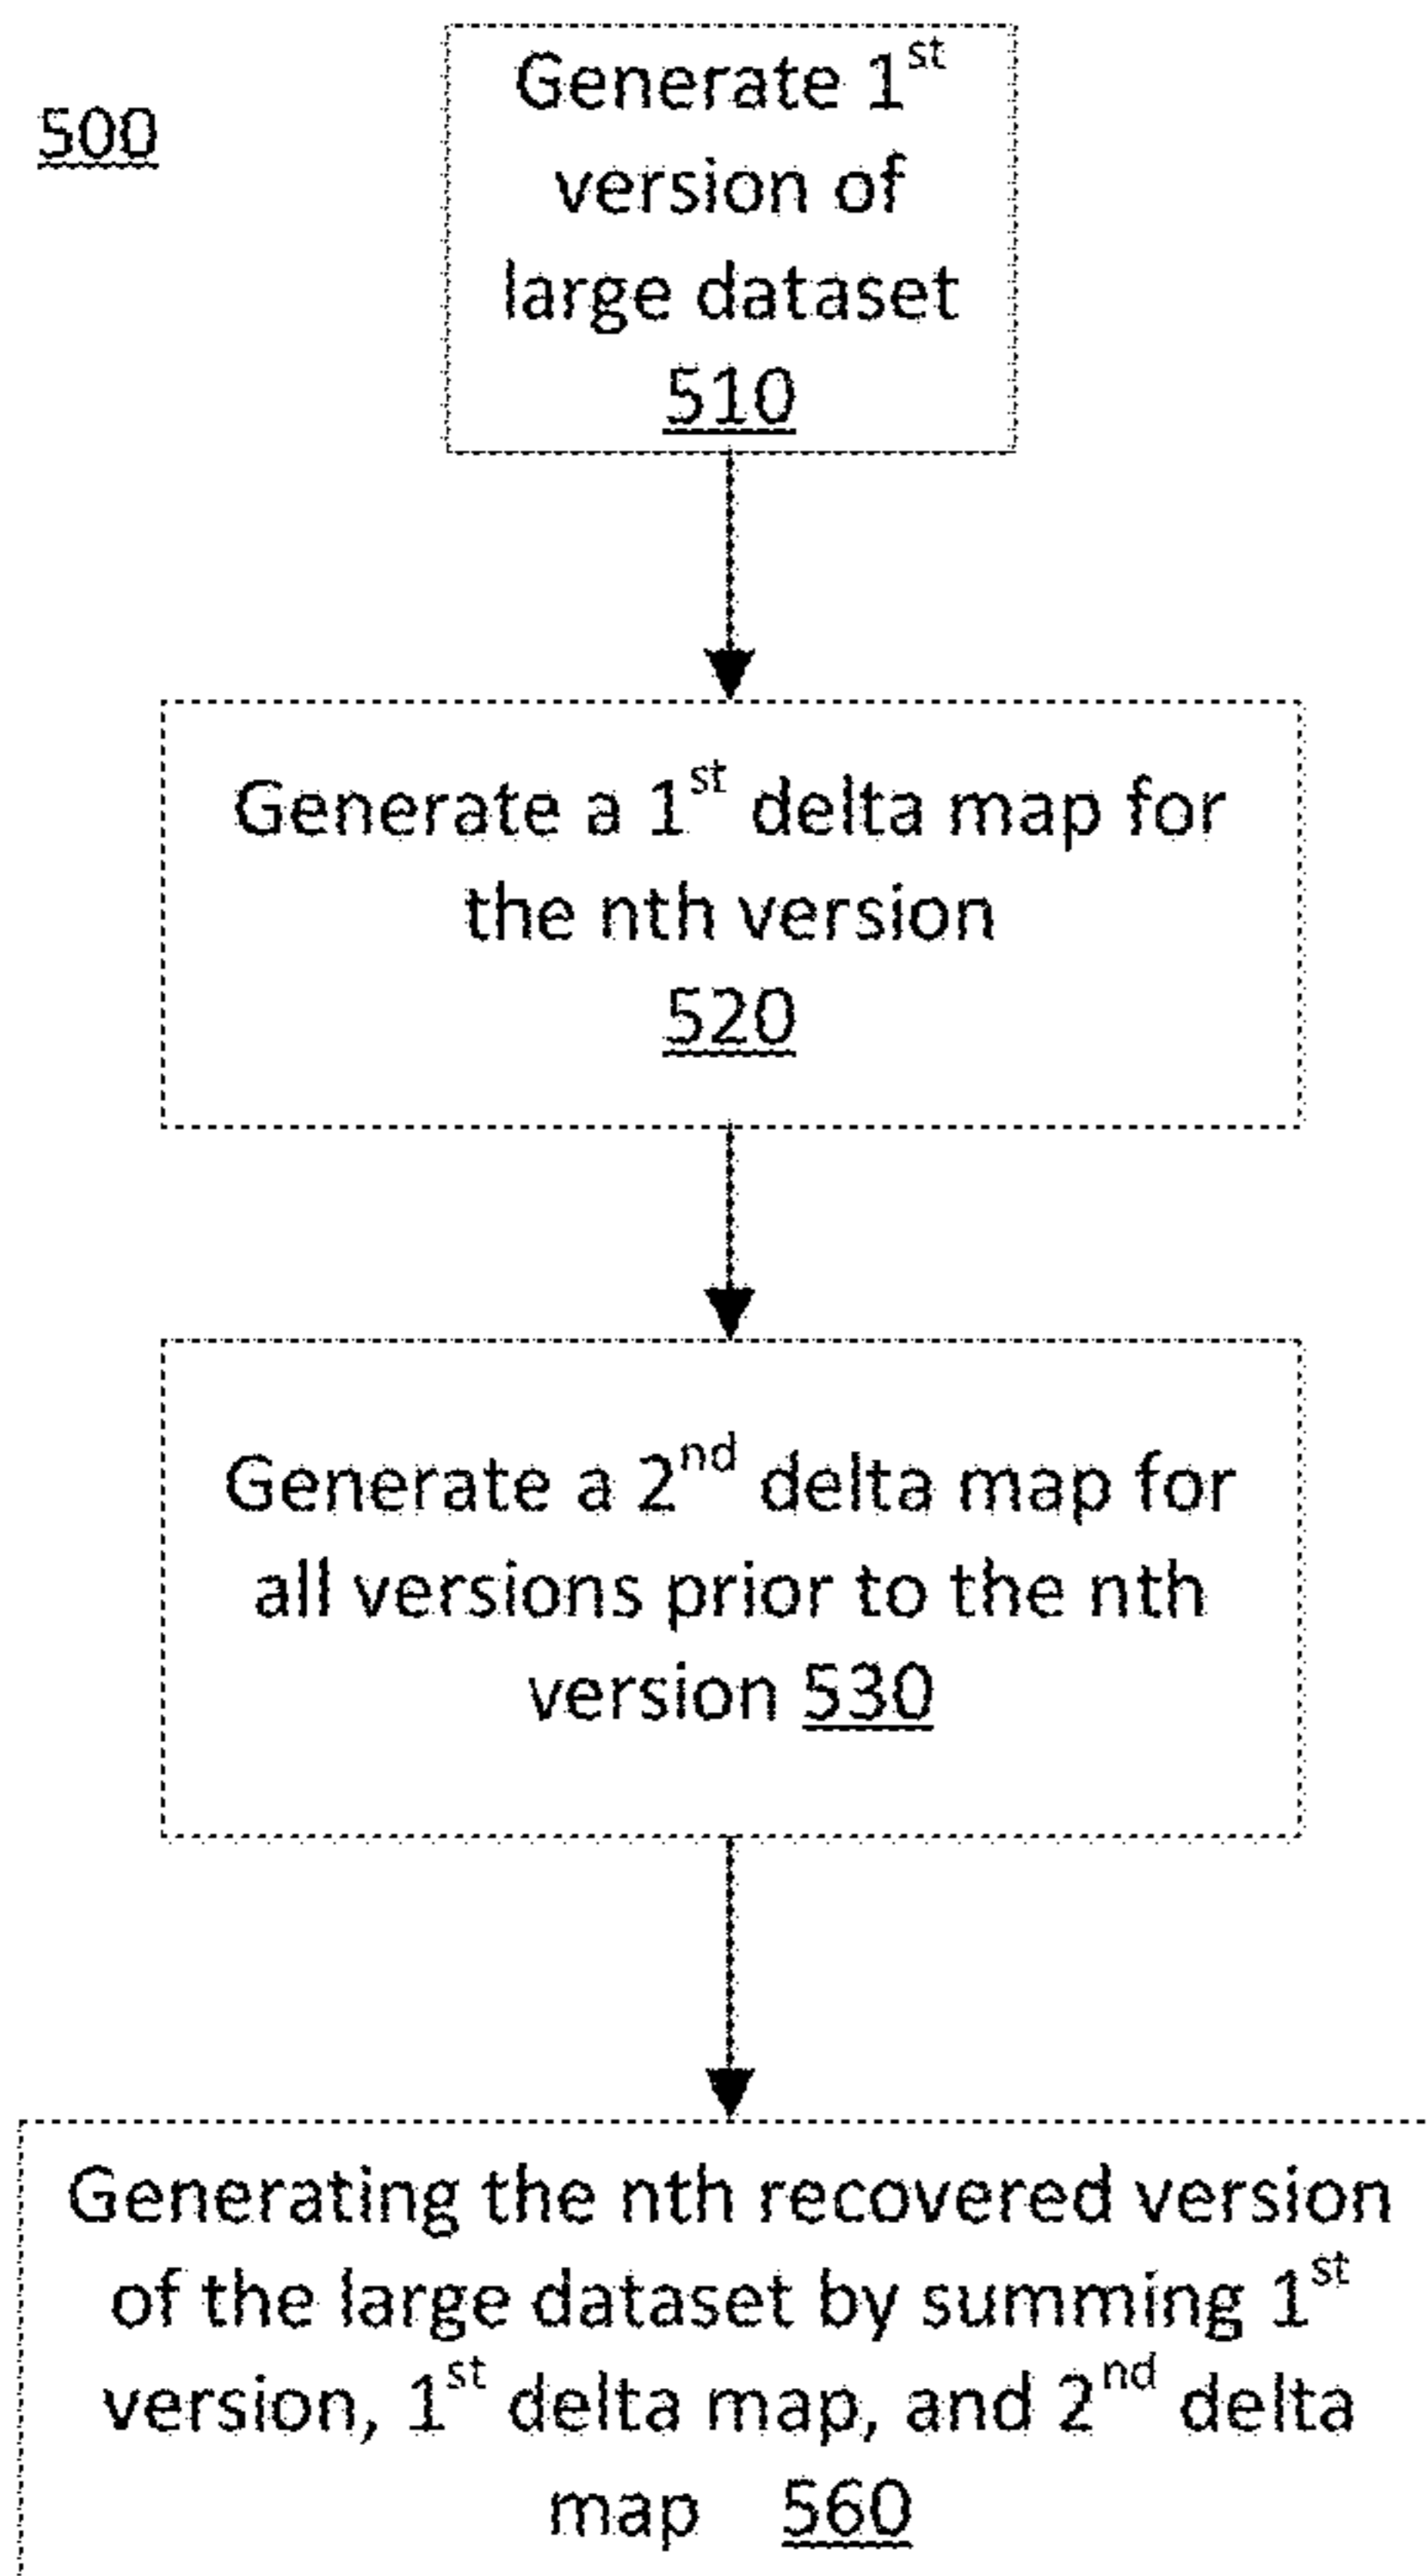 500
Generate 1st
version of
large dataset
510
Generate a 1st delta map for
the nth version
520
Generate a 2nd delta map for
all versions prior to the nth
version 530
Generating the nth recovered version
of the large dataset by summing 1st
version, 1st delta map, and 2nd delta
map 560